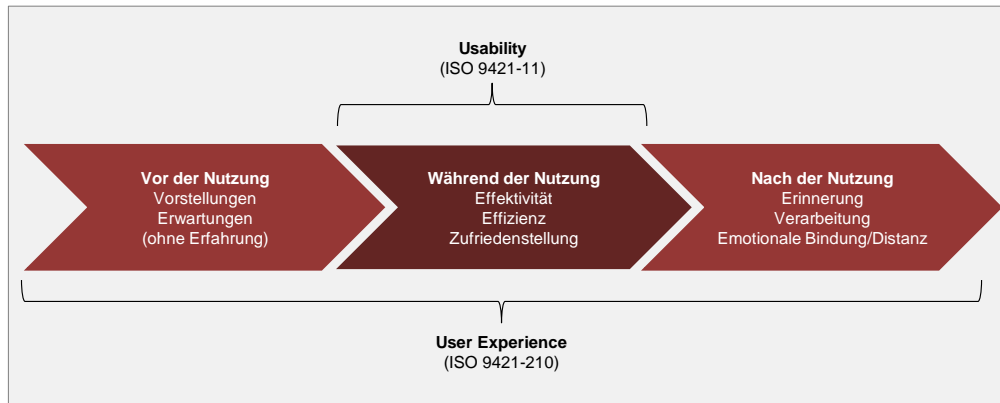 Usability
(ISO 9421-11)
Vor der Nutzung
Vorstellungen
Erwartungen
(ohne Erfahrung)
Während der Nutzung
Effektivität
Effizienz
Zufriedenstellung
Nach der Nutzung
Erinnerung
Verarbeitung
Emotionale Bindung/Distanz
User Experience
(ISO 9421-210)